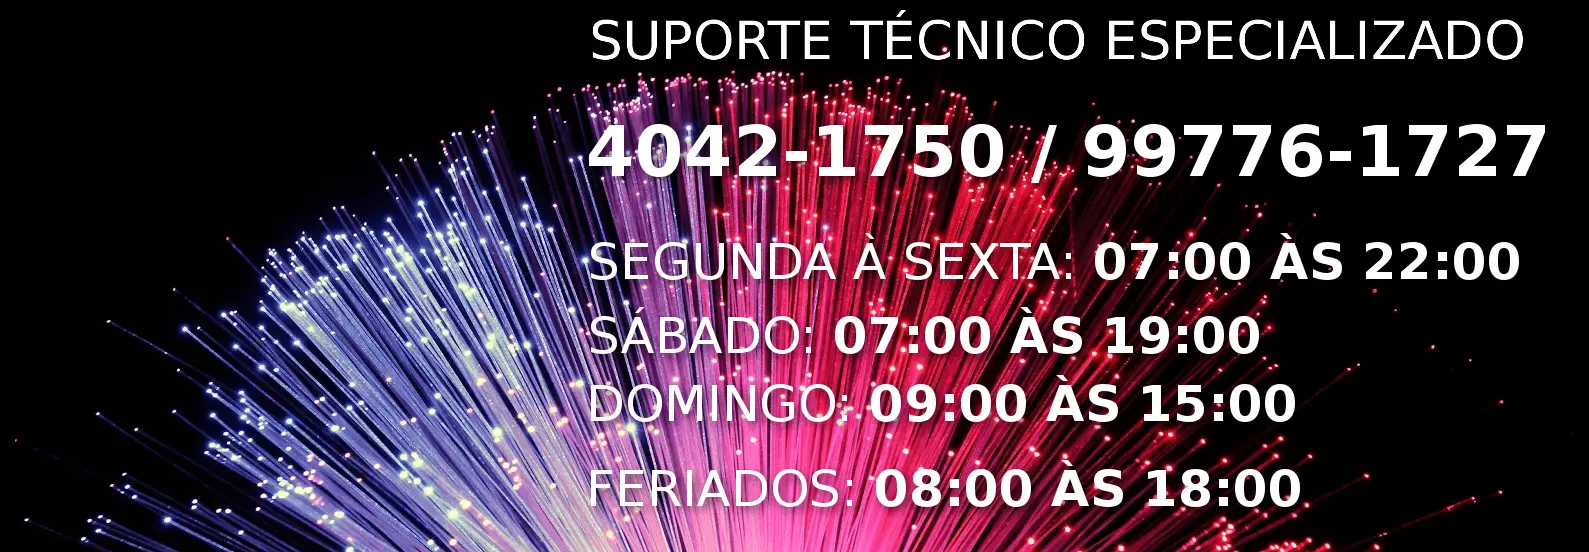 SUPORTE TÉCNICO ESPECIALIZADO
4042-1750 / 99776-1727
SEGUNDA À SEXTA: 07:00 ÀS 22:00
SÁBADO: 07:00 ÀS 19:00
DOMINGO: 09:00 ÀS 15:00
FERIADOS: 08:00 ÀS 18:00